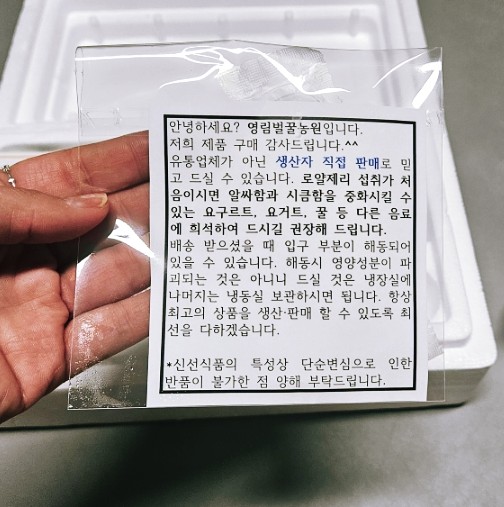 안녕하세요? 영림벌꿀농원입니다.
저희 제품 구매 감사드립니다.^^
유통업체가 아닌 생산자 직접 판매로 믿
고 드실 수 있습니다. 로얄제리 섭취가 처
음이시면 알싸함과 시큼함을 중화시킬 수
있는 요구르트, 요거트, 꿀 등 다른 음료
에 희석하여 드시길 권장해 드립니다.
배송 받으셨을 때 입구 부분이 해동되어
있을 수 있습니다. 해동시 영양성분이 파
괴되는 것은 아니니 드실 것은 냉장실에
나머지는 냉동실 보관하시면 됩니다. 항상
최고의 상품을 생산·판매 할 수 있도록 최
선을 다하겠습니다.
*신선식품의 특성상 단순변심으로 인한
반품이 불가한 점 양해 부탁드립니다.